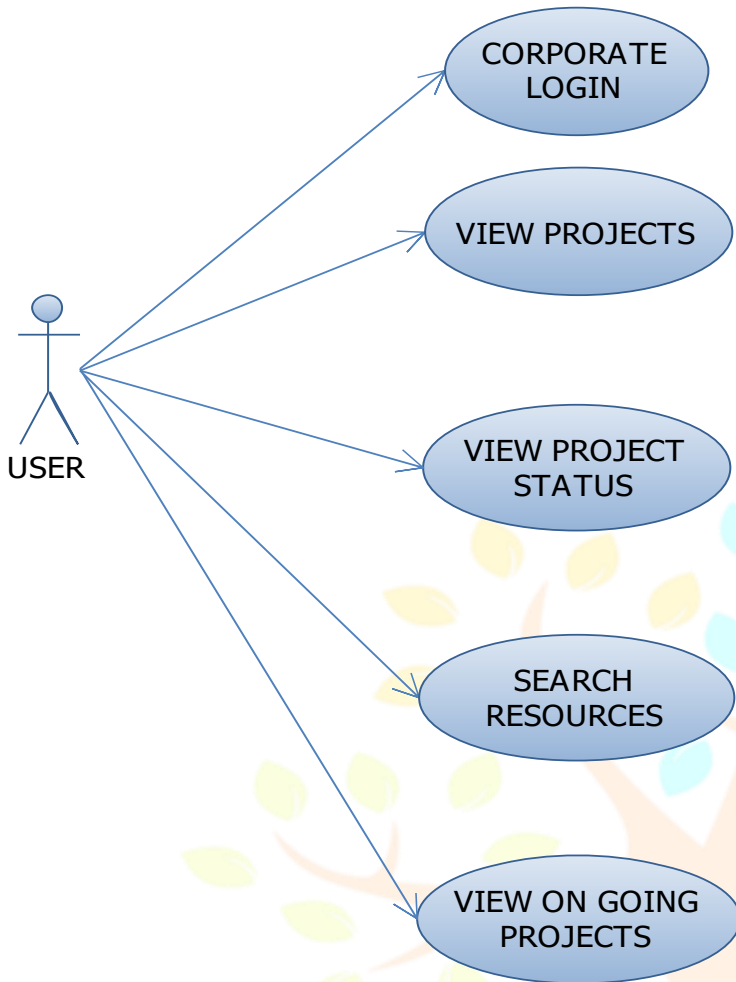 CORPORATE
LOGIN
VIEW PROJECTS
USER
VIEW PROJECT
STATUS
SEARCH
RESOURCES
VIEW ON GOING
PROJECTS